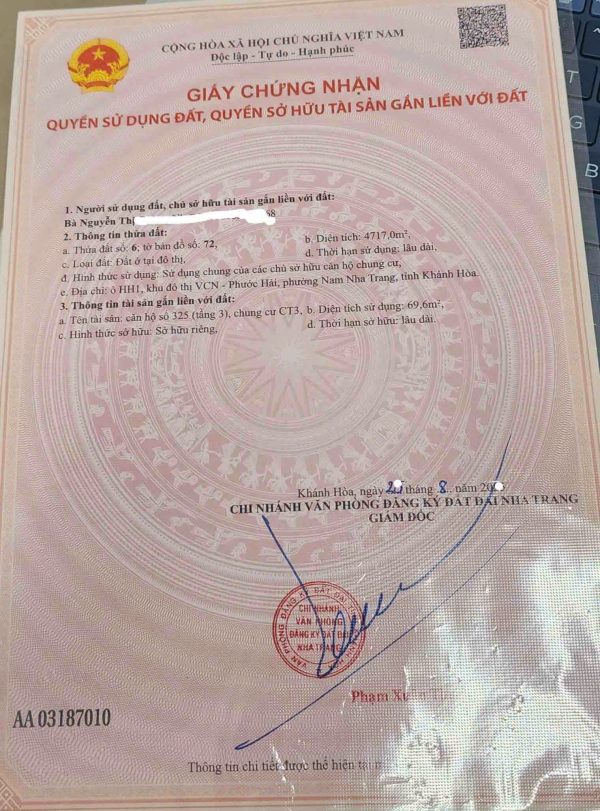 CỘNG HÒA XÃ HỘI CHỦ NGHĨA VIỆT NAM
Độc lập - Tự do - Hạnh phúc
GIẤY CHỨNG NHẬN
QUYỀN SỬ DỤNG ĐẤT, QUYỀN SỞ HỮU TÀI SẢN GẮN LIỀN VỚI ĐẤT
1. Người sử dụng đất, chủ sở hữu tài sản gắn liền với đất:
Bà Nguyễn Thị 68
2. Thông tin thửa đất:
a. Thửa đất số: 6; tờ bản đồ số: 72, b. Diện tích: 4717,0m²,
c. Loại đất: Đất ở tại đô thị, d. Thời hạn sử dụng: lâu dài,
đ. Hình thức sử dụng: Sử dụng chung của các chủ sở hữu căn hộ chung cư,
e. Địa chỉ: ô HH1, khu đô thị VCN - Phước Hải, phường Nam Nha Trang, tỉnh Khánh Hòa.
3. Thông tin tài sản gắn liền với đất:
a. Tên tài sản: căn hộ số 325 (tầng 3), chung cư CT3, b. Diện tích sử dụng: 69,6m²,
c. Hình thức sở hữu: Sở hữu riêng, d. Thời hạn sở hữu: lâu dài.
Khánh Hòa, ngày tháng 8, năm
CHI NHÁNH VĂN PHÒNG ĐĂNG KÝ ĐẤT ĐAI NHA TRANG
GIÁM ĐỐC
CHI NHÁNH
VĂN PHÒNG
ĐĂNG KÝ ĐẤT ĐAI
NHA TRANG
Phạm Xuân
AA 03187010
Thông tin chi tiết được thể hiện tại